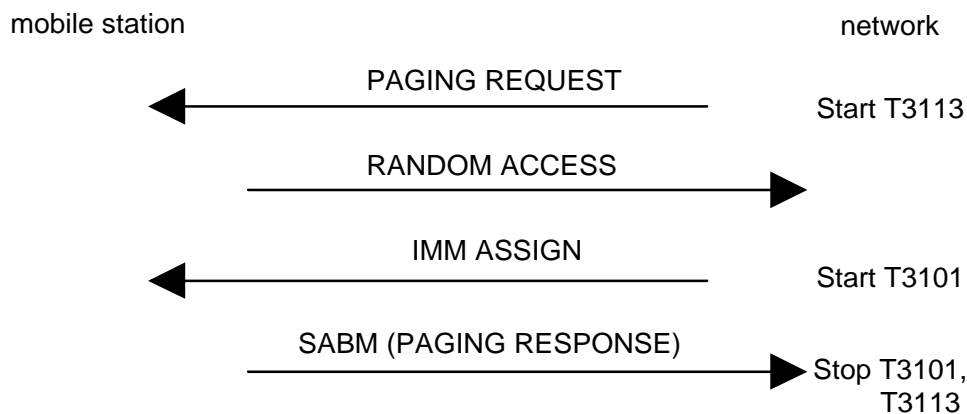 mobile station
network
PAGING REQUEST
Start T3113
RANDOM ACCESS
IMM ASSIGN
Start T3101
SABM (PAGING RESPONSE)
Stop T3101,
T3113